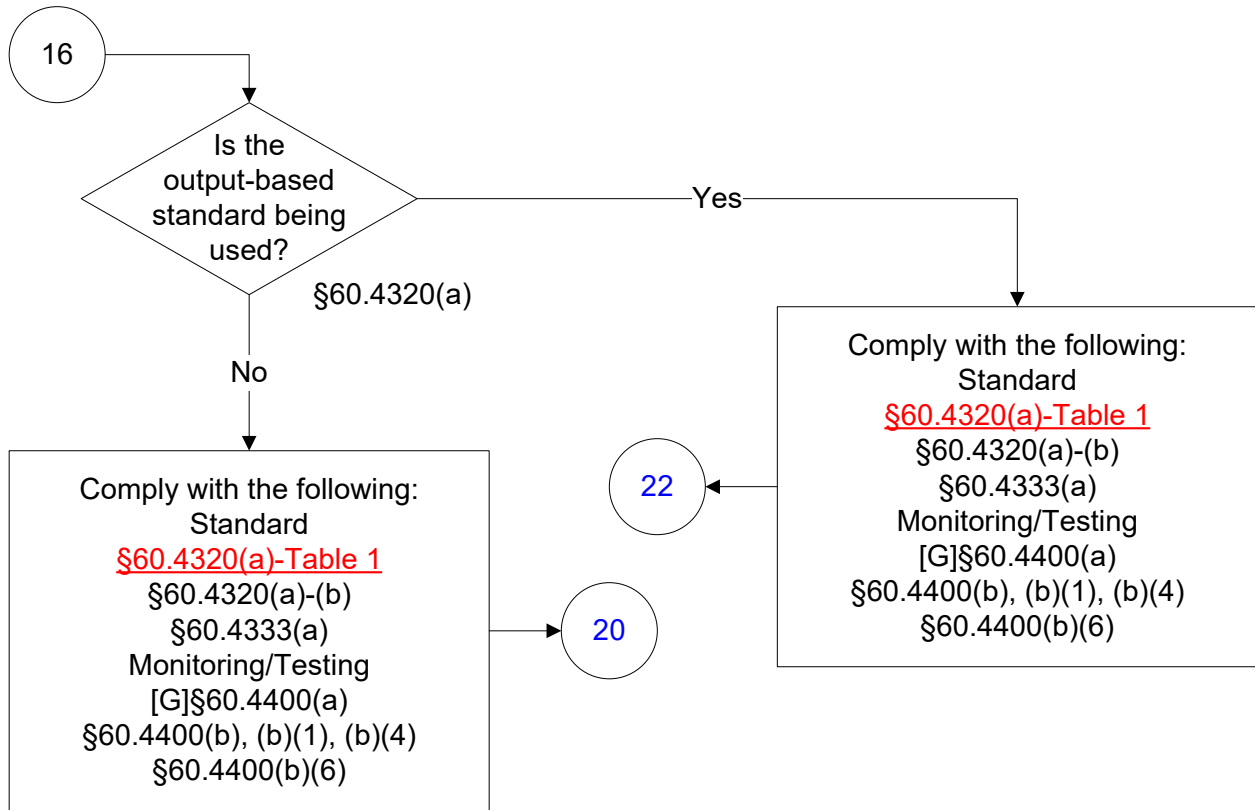 16
Is the
output-based
standard being
used?
§60.4320(a)
Yes
No
Comply with the following:
Standard
§60.4320(a)-Table 1
§60.4320(a)-(b)
§60.4333(a)
Monitoring/Testing
[G]§60.4400(a)
§60.4400(b), (b)(1), (b)(4)
§60.4400(b)(6)
22
Comply with the following:
Standard
§60.4320(a)-Table 1
§60.4320(a)-(b)
§60.4333(a)
Monitoring/Testing
[G]§60.4400(a)
§60.4400(b), (b)(1), (b)(4)
§60.4400(b)(6)
20